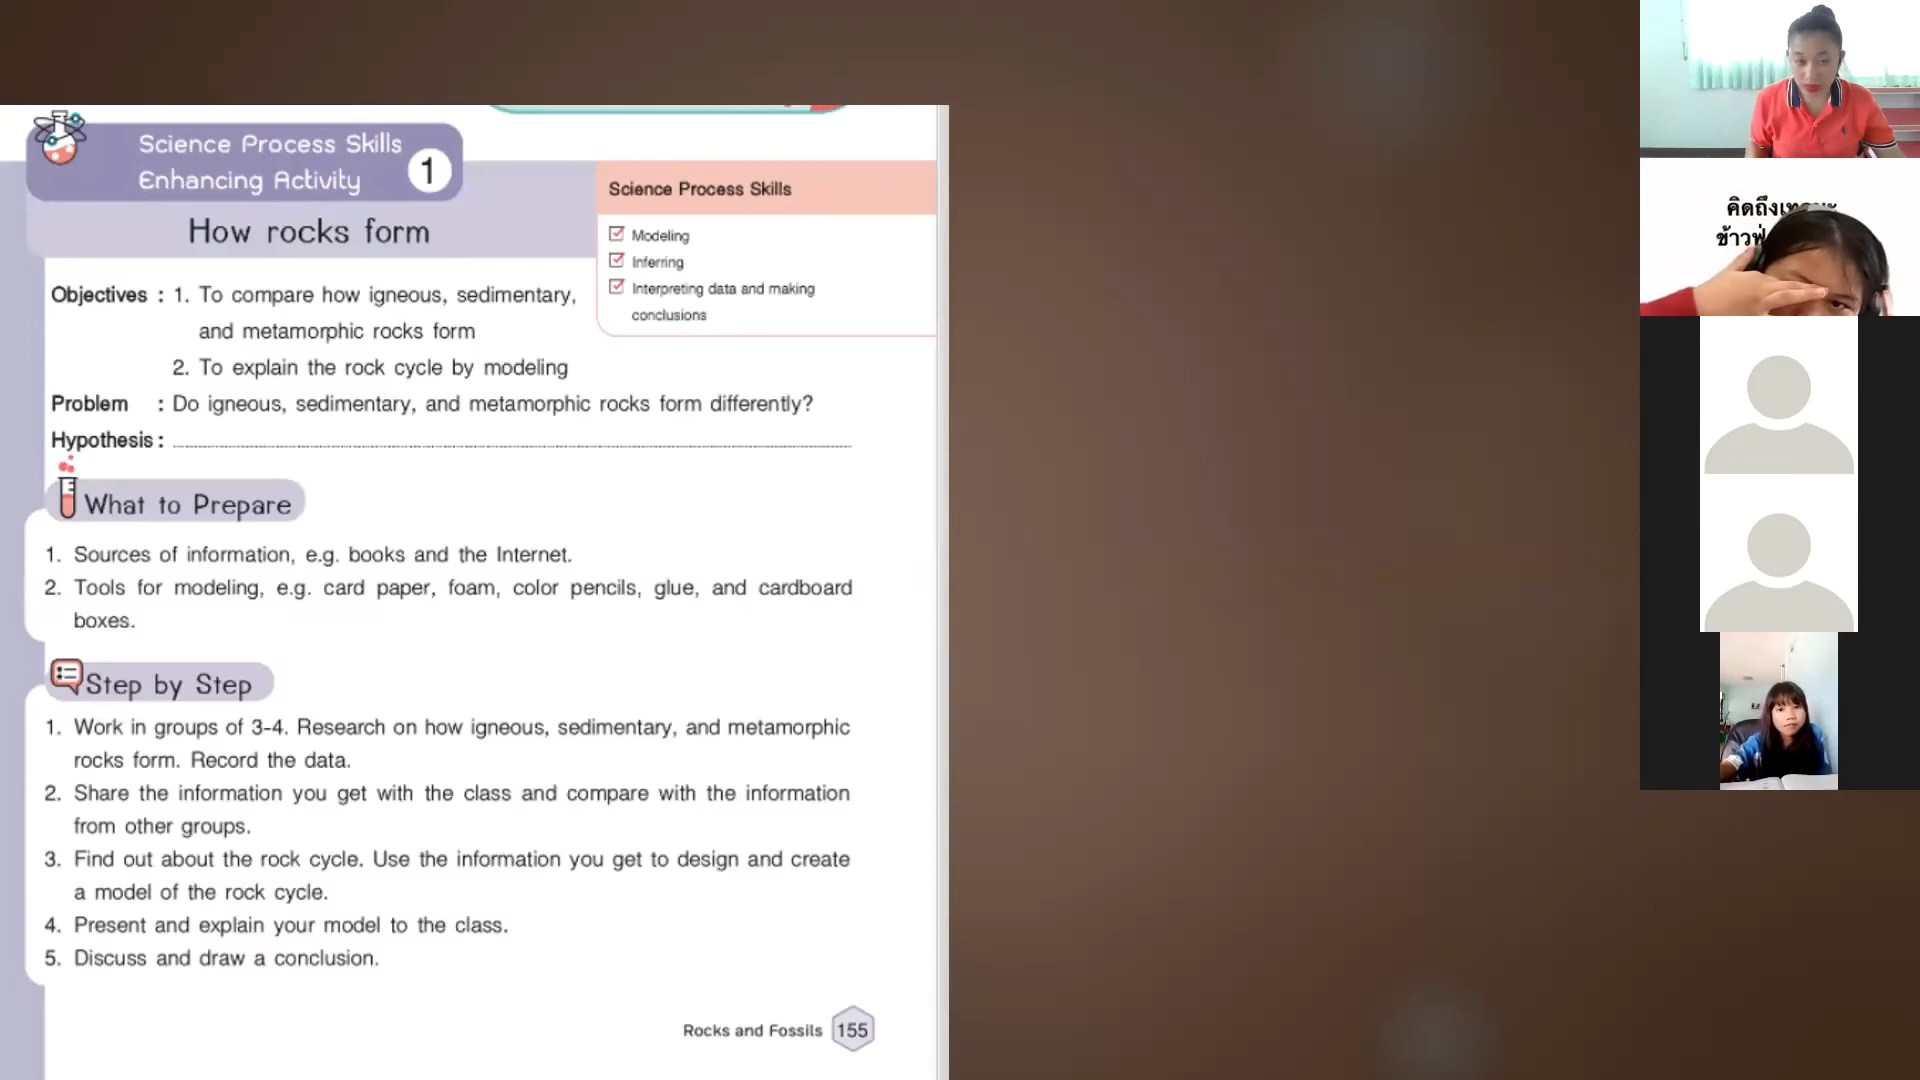 Science Process Skills
Enhancing Activity
1
How rocks form
Science Process Skills
Modeling
Inferring
Interpreting data and making
conclusions
Objectives : 1. To compare how igneous, sedimentary,
and metamorphic rocks form
2. To explain the rock cycle by modeling
Problem : Do igneous, sedimentary, and metamorphic rocks form differently?
Hypothesis :
What to Prepare
1. Sources of information, e.g. books and the Internet.
2. Tools for modeling, e.g. card paper, foam, color pencils, glue, and cardboard
boxes.
Step by Step
1. Work in groups of 3-4. Research on how igneous, sedimentary, and metamorphic
rocks form. Record the data.
2. Share the information you get with the class and compare with the information
from other groups.
3. Find out about the rock cycle. Use the information you get to design and create
a model of the rock cycle.
4. Present and explain your model to the class.
5. Discuss and draw a conclusion.
Rocks and Fossils 155
คิดถึง